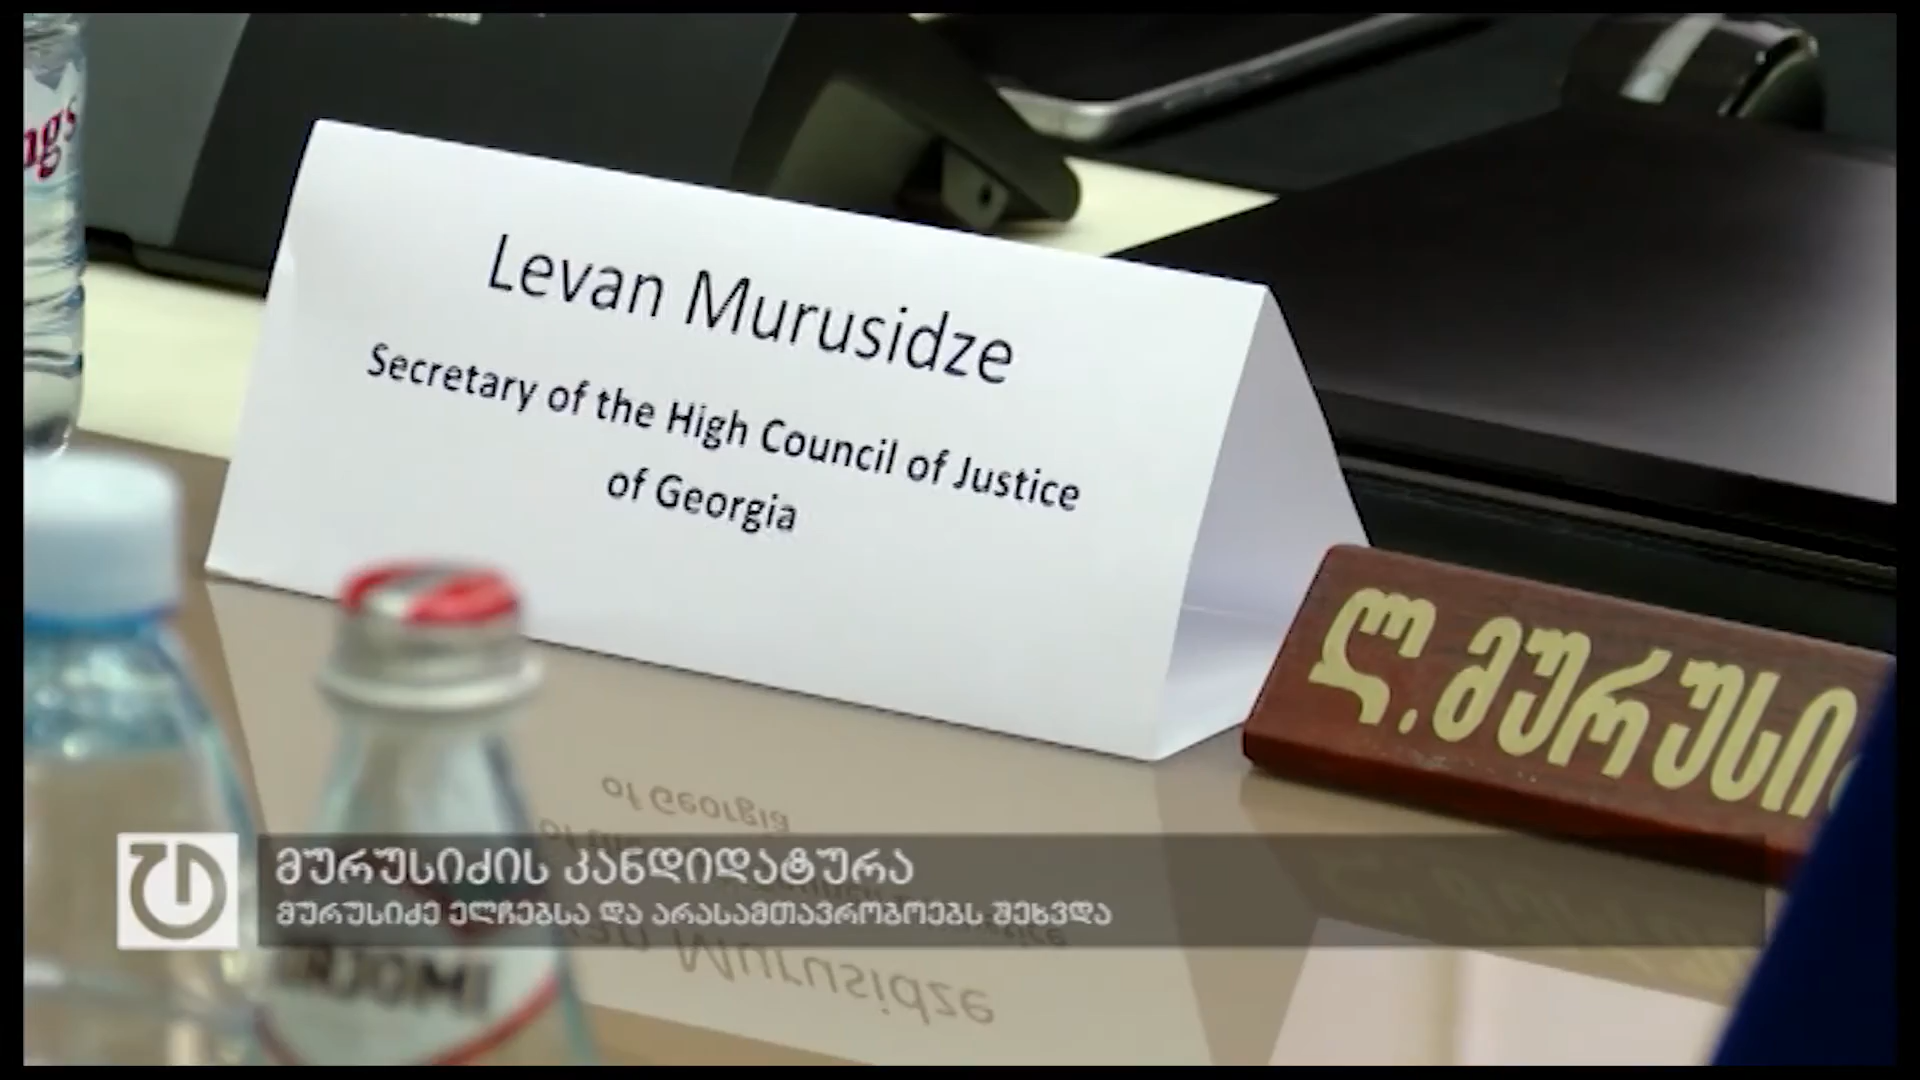 Levan Murusidze
Secretary of the High Council of Justice
of Georgia
ლ. მურუსი
მურუსიძის კანდიდატურა
მურუსიძე ელჩებსა და არასამთავრობოებს შეხვდა